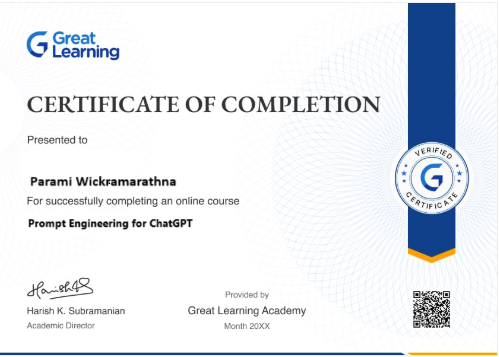 Great
Learning
CERTIFICATE OF COMPLETION
Presented to
Parami Wickramarathna
For successfully completing an online course
Prompt Engineering for ChatGPT
VERIFIED
G
CERTIFICATE
Harish K. Subramanian
Academic Director
Provided by
Great Learning Academy
Month 20XX